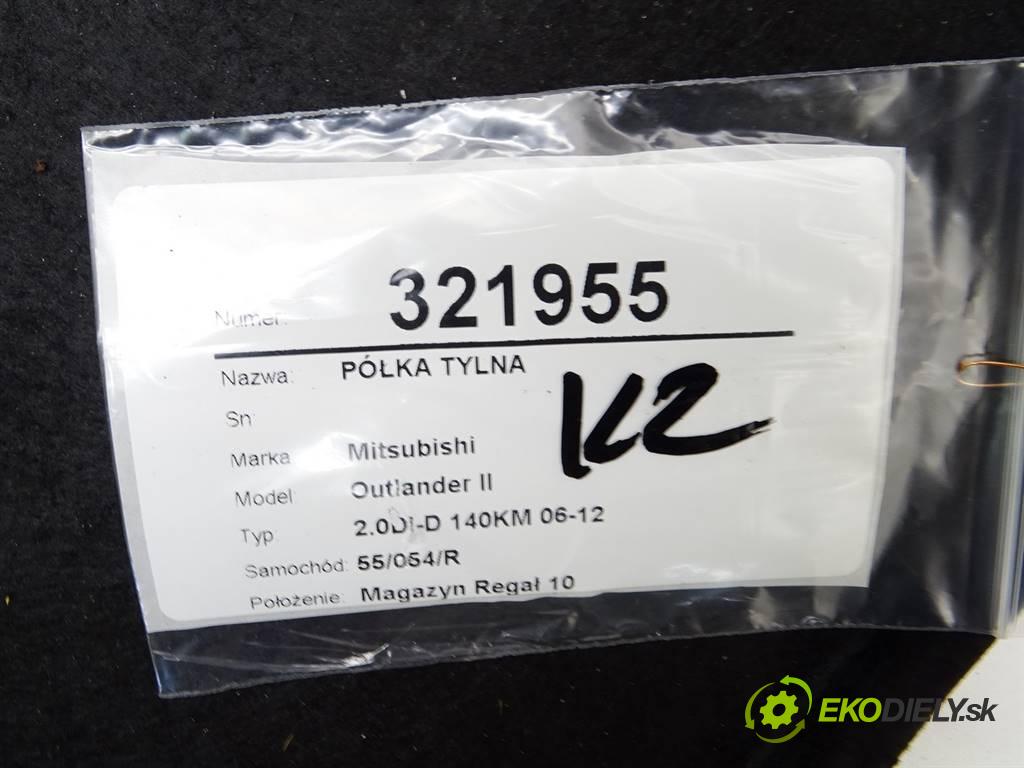 Numer: 321955
Nazwa: PÓŁKA TYLNA
Sn:
K2
Marka Mitsubishi
Model Outlander II
Typ: 2.0DI-D 140KM 06-12
Samochód: 55/054/R
Położenie: Magazyn Regał 10
EKODIELY.sk